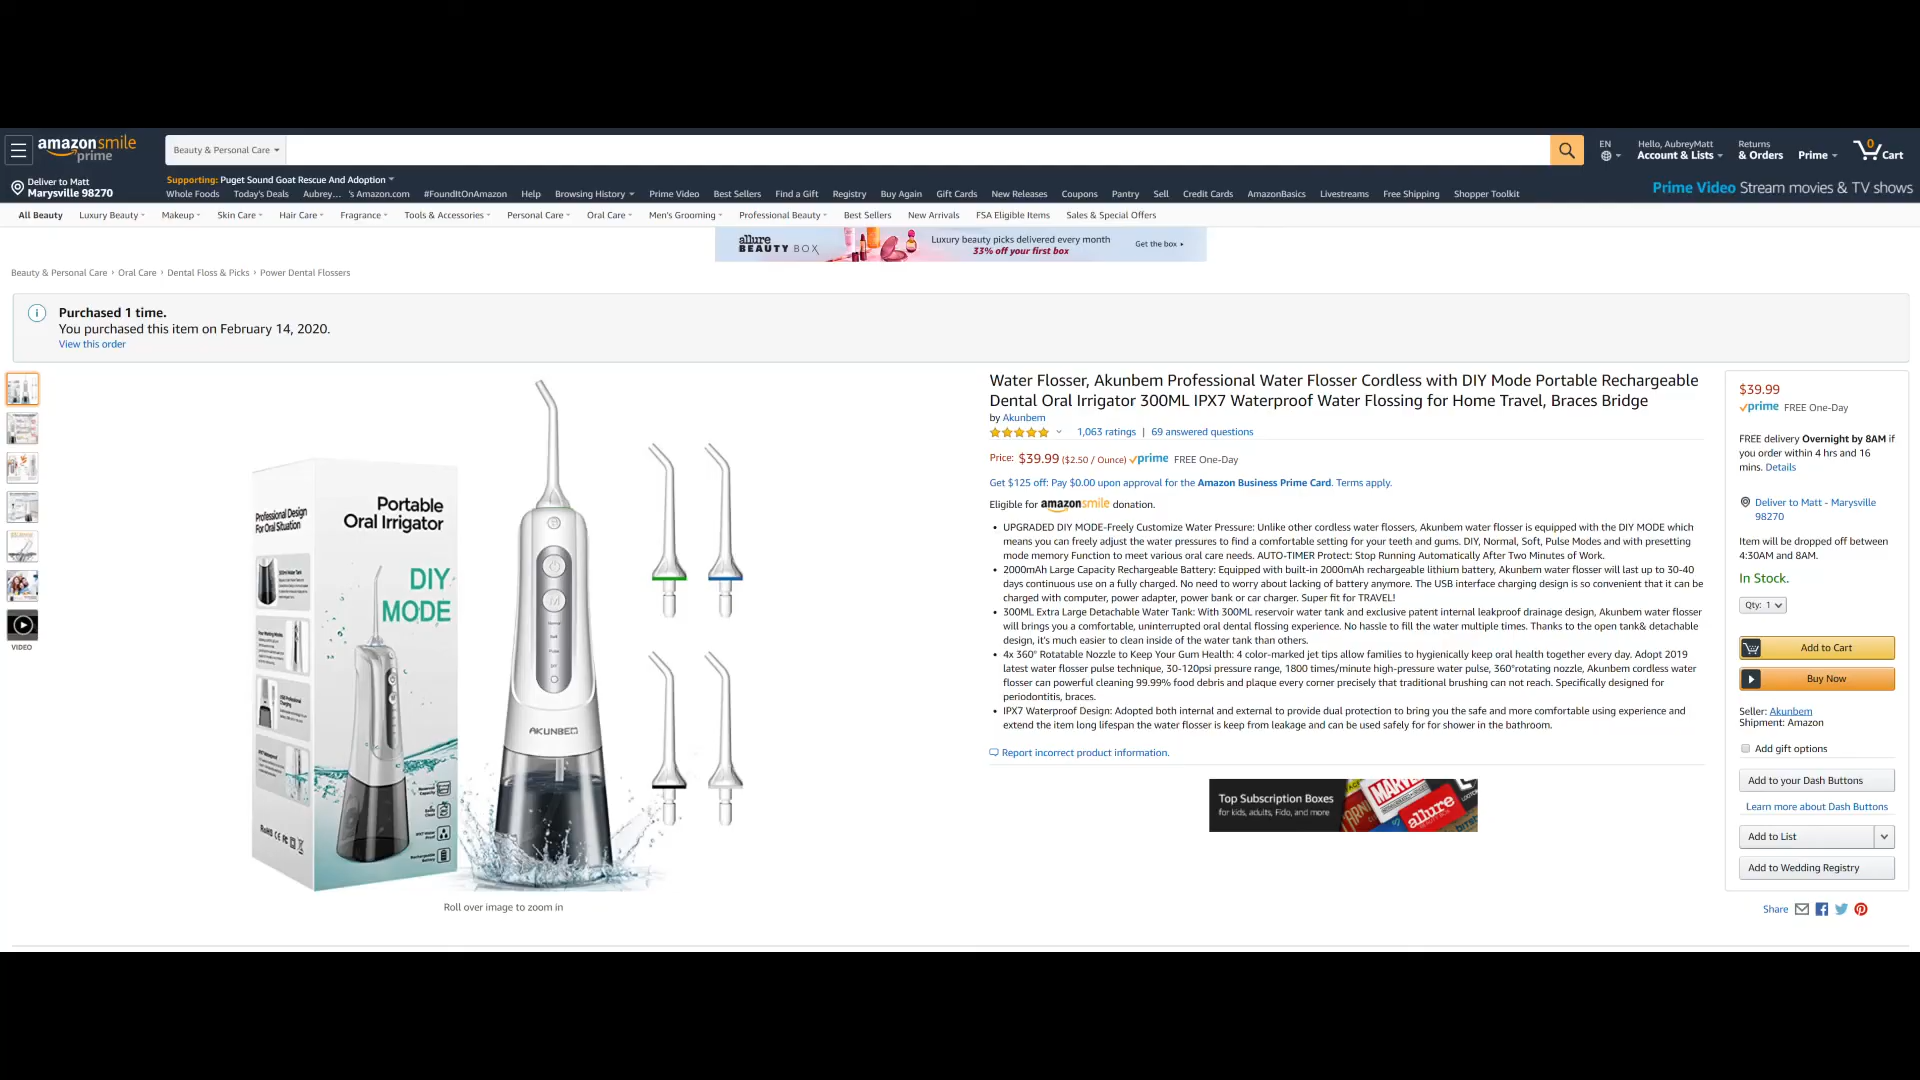 amazonsmile
prime
Beauty & Personal Care
EN
Hello, AubreyMatt
Account & Lists
Returns
& Orders
Prime
0
Cart
Deliver to Matt
Marysville 98270
Supporting: Puget Sound Goat Rescue And Adoption
Whole Foods Today's Deals Aubrey... 's Amazon.com #FoundItOnAmazon Help Browsing History Prime Video Best Sellers Find a Gift Registry Buy Again Gift Cards New Releases Coupons Pantry Sell Credit Cards AmazonBasics Livestreams Free Shipping Shopper Toolkit
Prime Video Stream movies & TV shows
All Beauty Luxury Beauty Makeup Skin Care Hair Care Fragrance Tools & Accessories Personal Care Oral Care Men's Grooming Professional Beauty Best Sellers New Arrivals FSA Eligible Items Sales & Special Offers
allure
BEAUTY BOX
Luxury beauty picks delivered every month
33% off your first box
Get the box
Beauty & Personal Care › Oral Care › Dental Floss & Picks › Power Dental Flossers
Purchased 1 time.
You purchased this item on February 14, 2020.
View this order
VIDEO
Professional Design
For Oral Situation
Portable
Oral Irrigator
DIY
MODE
RoHS CE FC
AKUNBEM
Roll over image to zoom in
Water Flosser, Akunbem Professional Water Flosser Cordless with DIY Mode Portable Rechargeable
Dental Oral Irrigator 300ML IPX7 Waterproof Water Flossing for Home Travel, Braces Bridge
by Akunbem
1,063 ratings | 69 answered questions
Price: $39.99 ($2.50 / Ounce) prime FREE One-Day
Get $125 off: Pay $0.00 upon approval for the Amazon Business Prime Card. Terms apply.
Eligible for amazonsmile donation.
• UPGRADED DIY MODE-Freely Customize Water Pressure: Unlike other cordless water flossers, Akunbem water flosser is equipped with the DIY MODE which
means you can freely adjust the water pressures to find a comfortable setting for your teeth and gums. DIY, Normal, Soft, Pulse Modes and with presetting
mode memory Function to meet various oral care needs. AUTO-TIMER Protect: Stop Running Automatically After Two Minutes of Work.
• 2000mAh Large Capacity Rechargeable Battery: Equipped with built-in 2000mAh rechargeable lithium battery, Akunbem water flosser will last up to 30-40
days continuous use on a fully charged. No need to worry about lacking of battery anymore. The USB interface charging design is so convenient that it can be
charged with computer, power adapter, power bank or car charger. Super fit for TRAVEL!
• 300ML Extra Large Detachable Water Tank: With 300ML reservoir water tank and exclusive patent internal leakproof drainage design, Akunbem water flosser
will brings you a comfortable, uninterrupted oral dental flossing experience. No hassle to fill the water multiple times. Thanks to the open tank& detachable
design, it's much easier to clean inside of the water tank than others.
• 4x 360° Rotatable Nozzle to Keep Your Gum Health: 4 color-marked jet tips allow families to hygienically keep oral health together every day. Adopt 2019
latest water flosser pulse technique, 30-120psi pressure range, 1800 times/minute high-pressure water pulse, 360°rotating nozzle, Akunbem cordless water
flosser can powerful cleaning 99.99% food debris and plaque every corner precisely that traditional brushing can not reach. Specifically designed for
periodontitis, braces.
• IPX7 Waterproof Design: Adopted both internal and external to provide dual protection to bring you the safe and more comfortable using experience and
extend the item long lifespan the water flosser is keep from leakage and can be used safely for for shower in the bathroom.
Report incorrect product information.
Top Subscription Boxes
for kids, adults, Fido, and more
MARVEL
allure
$39.99
prime FREE One-Day
FREE delivery Overnight by 8AM if
you order within 4 hrs and 16
mins. Details
Deliver to Matt - Marysville
98270
Item will be dropped off between
4:30AM and 8AM.
In Stock.
Qty: 1
Add to Cart
Buy Now
Seller: Akunbem
Shipment: Amazon
Add gift options
Add to your Dash Buttons
Learn more about Dash Buttons
Add to List
Add to Wedding Registry
Share